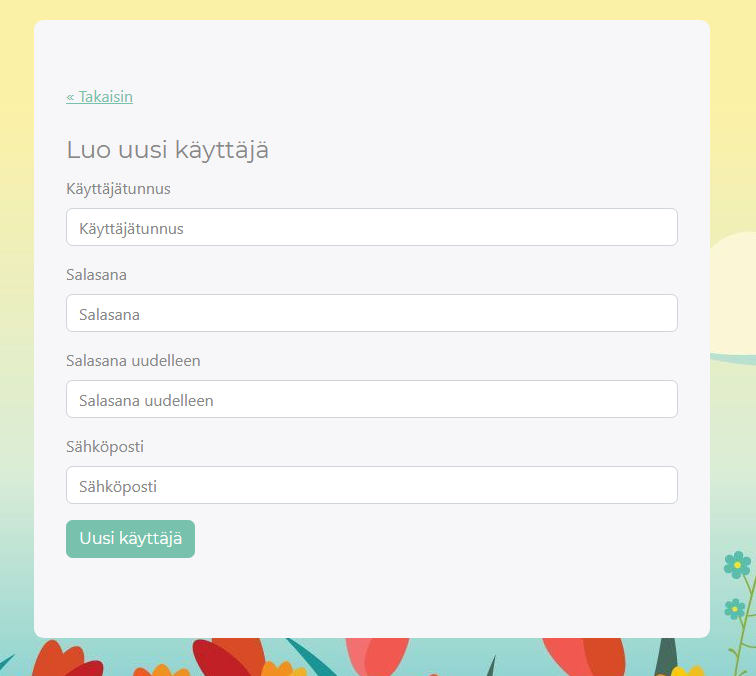 « Takaisin
Luo uusi käyttäjä
Käyttäjätunnus
Käyttäjätunnus
Salasana
Salasana
Salasana uudelleen
Salasana uudelleen
Sähköposti
Sähköposti
Uusi käyttäjä